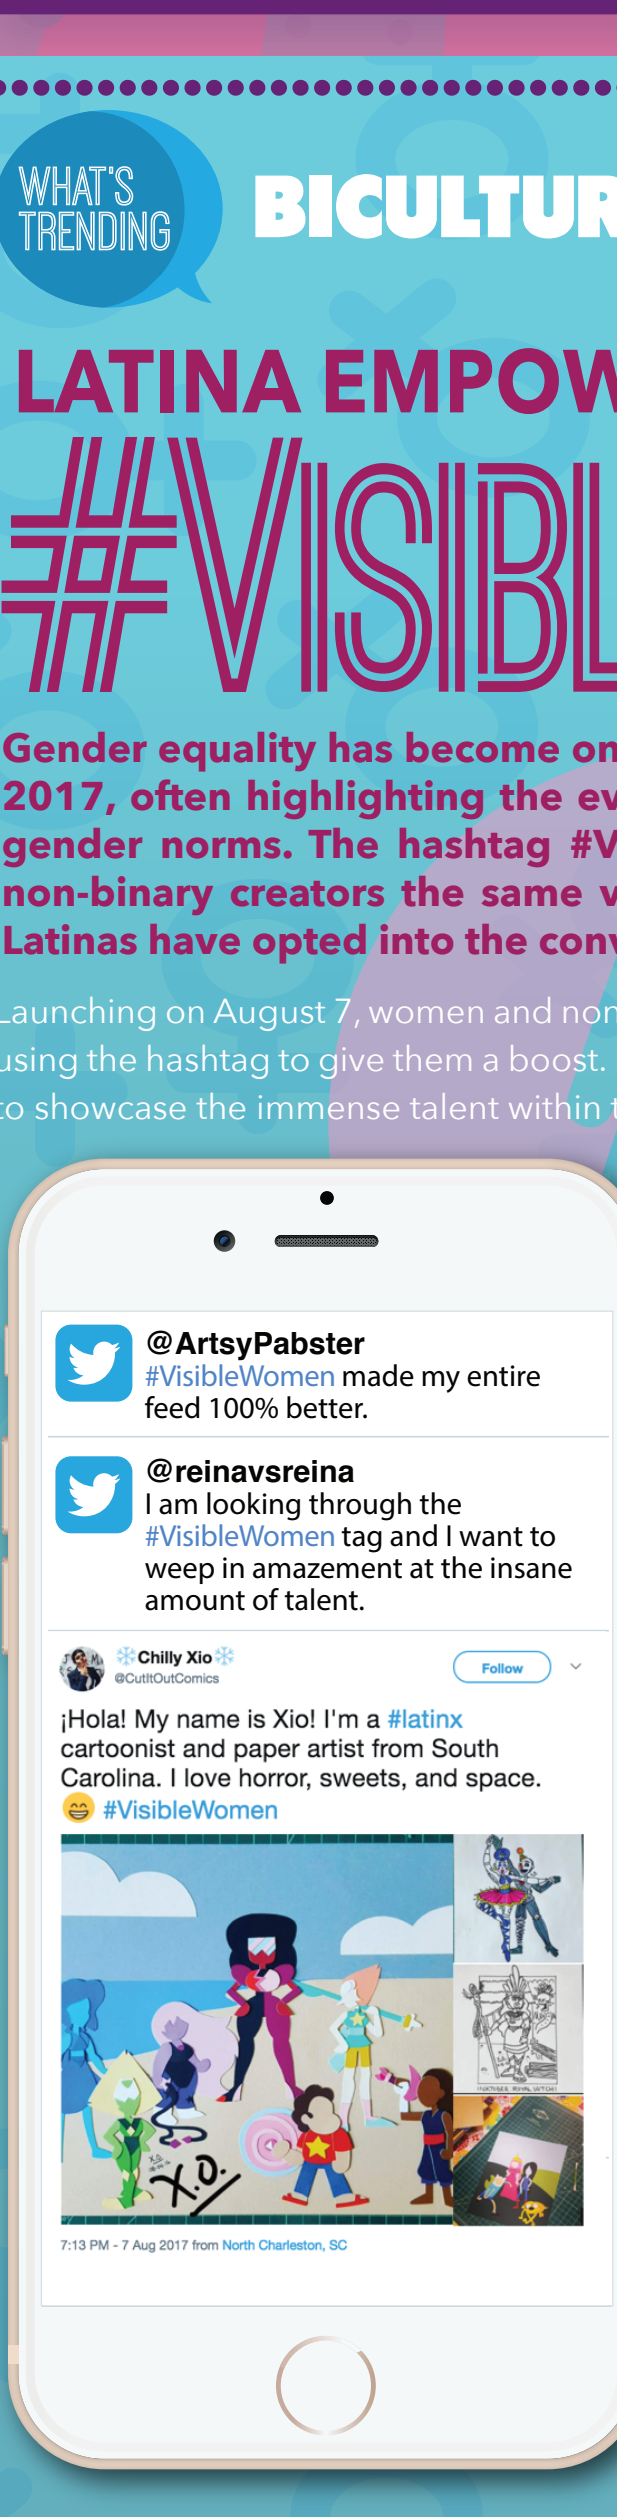 WHAT'S
TRENDING
BICULTUR
LATINA EMPOW
#VISIBL
Gender equality has become on
2017, often highlighting the ev
gender norms. The hashtag #V
non-binary creators the same v
Latinas have opted into the conv
Launching on August 7, women and non
using the hashtag to give them a boost.
to showcase the immense talent within t
@ArtsyPabster
#VisibleWomen made my entire
feed 100% better.
@reinavsreina
I am looking through the
#VisibleWomen tag and I want to
weep in amazement at the insane
amount of talent.
Chilly Xio
@CutItOutComics
Follow
¡Hola! My name is Xio! I'm a #latinx
cartoonist and paper artist from South
Carolina. I love horror, sweets, and space.
😄 #VisibleWomen
X.O.
7:13 PM - 7 Aug 2017 from North Charleston, SC